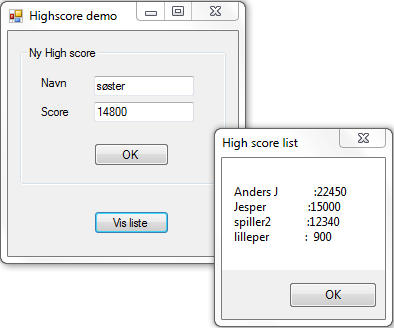 Highscore demo
Ny High score
Navn
søster
Score
14800
OK
Vis liste
High score list
Anders J :22450
Jesper :15000
spiller2 :12340
lilleper : 900
OK